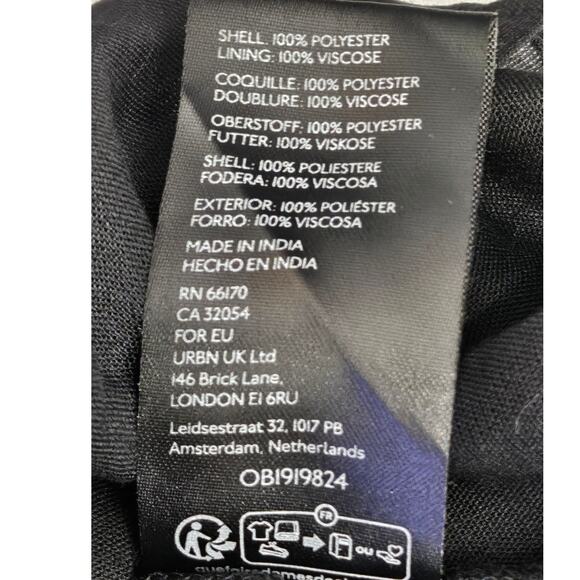 SHELL: 100% POLYESTER
LINING: 100% VISCOSE
COQUILLE: 100% POLYESTER
DOUBLURE: 100% VISCOSE
OBERSTOFF: 100% POLYESTER
FUTTER: 100% VISKOSE
SHELL: 100% POLIESTERE
FODERA: 100% VISCOSA
EXTERIOR: 100% POLIÉSTER
FORRO: 100% VISCOSA
MADE IN INDIA
HECHO EN INDIA
RN 66170
CA 32054
FOR EU
URBN UK Ltd
146 Brick Lane,
LONDON E1 6RU
Leidsestraat 32, 1017 PB
Amsterdam, Netherlands
OB1919824
FR
ou